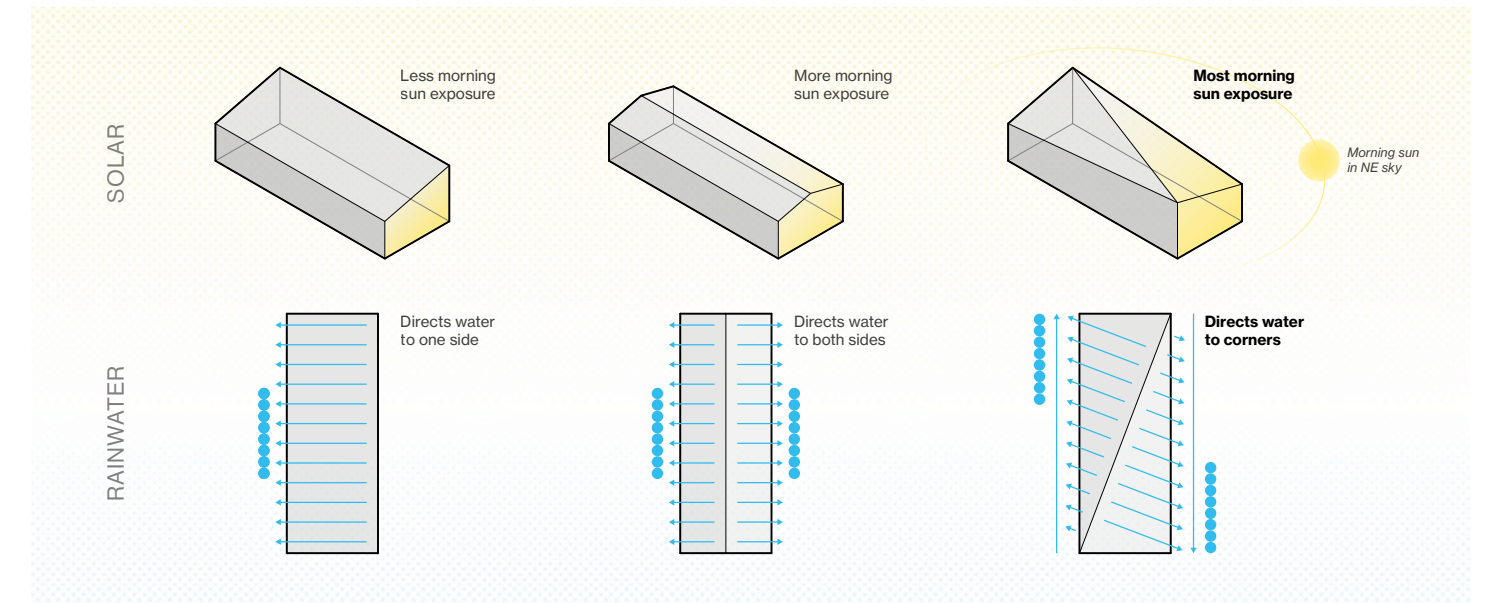 SOLAR
Less morning
sun exposure
More morning
sun exposure
Most morning
sun exposure
Morning sun
in NE sky
RAINWATER
Directs water
to one side
Directs water
to both sides
Directs water
to corners